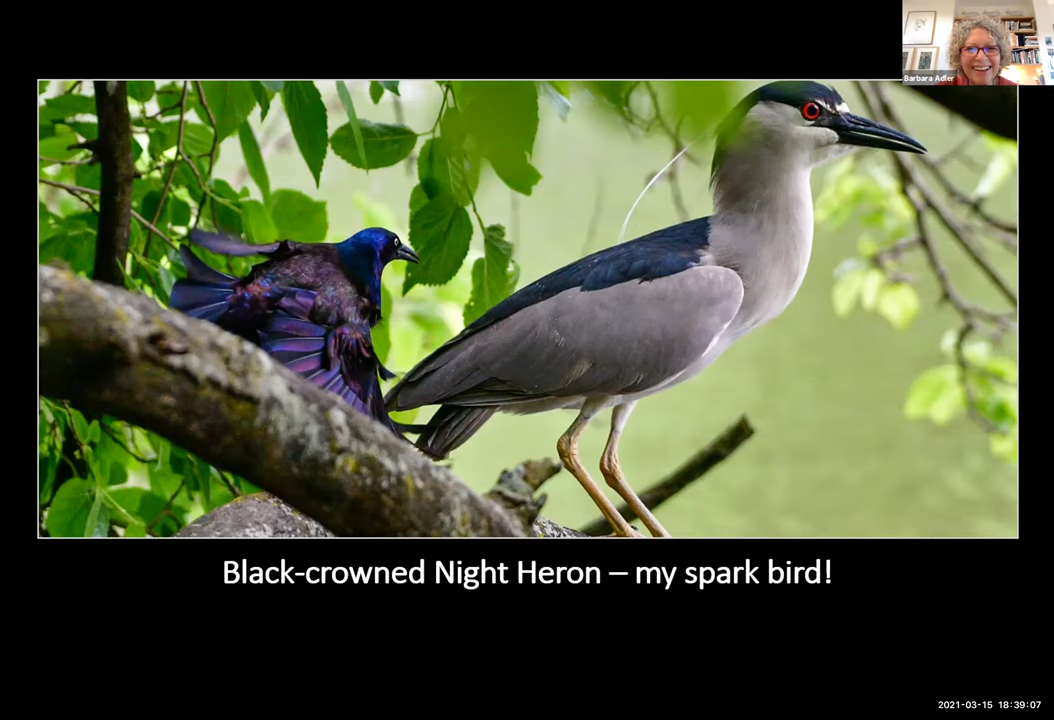 Barbara Adler
Black-crowned Night Heron – my spark bird!
2021-03-15 18:39:07